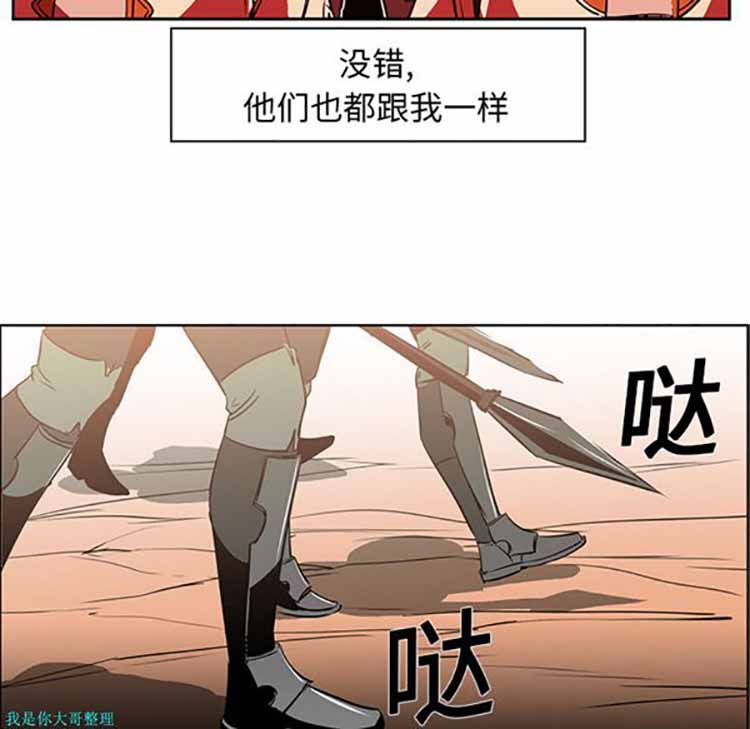 没错,
他们也都跟我一样
哒
哒
我是你大哥整理